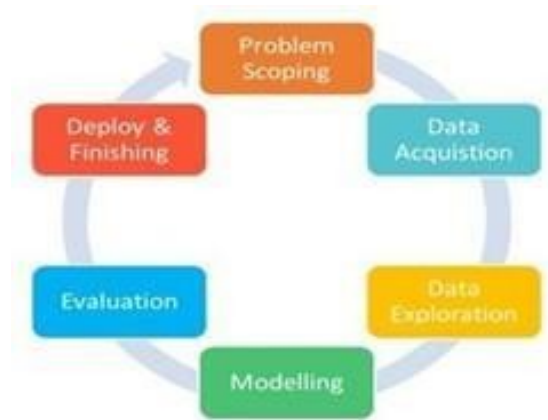 Problem
Scoping
Data
Acquistion
Data
Exploration
Modelling
Evaluation
Deploy &
Finishing